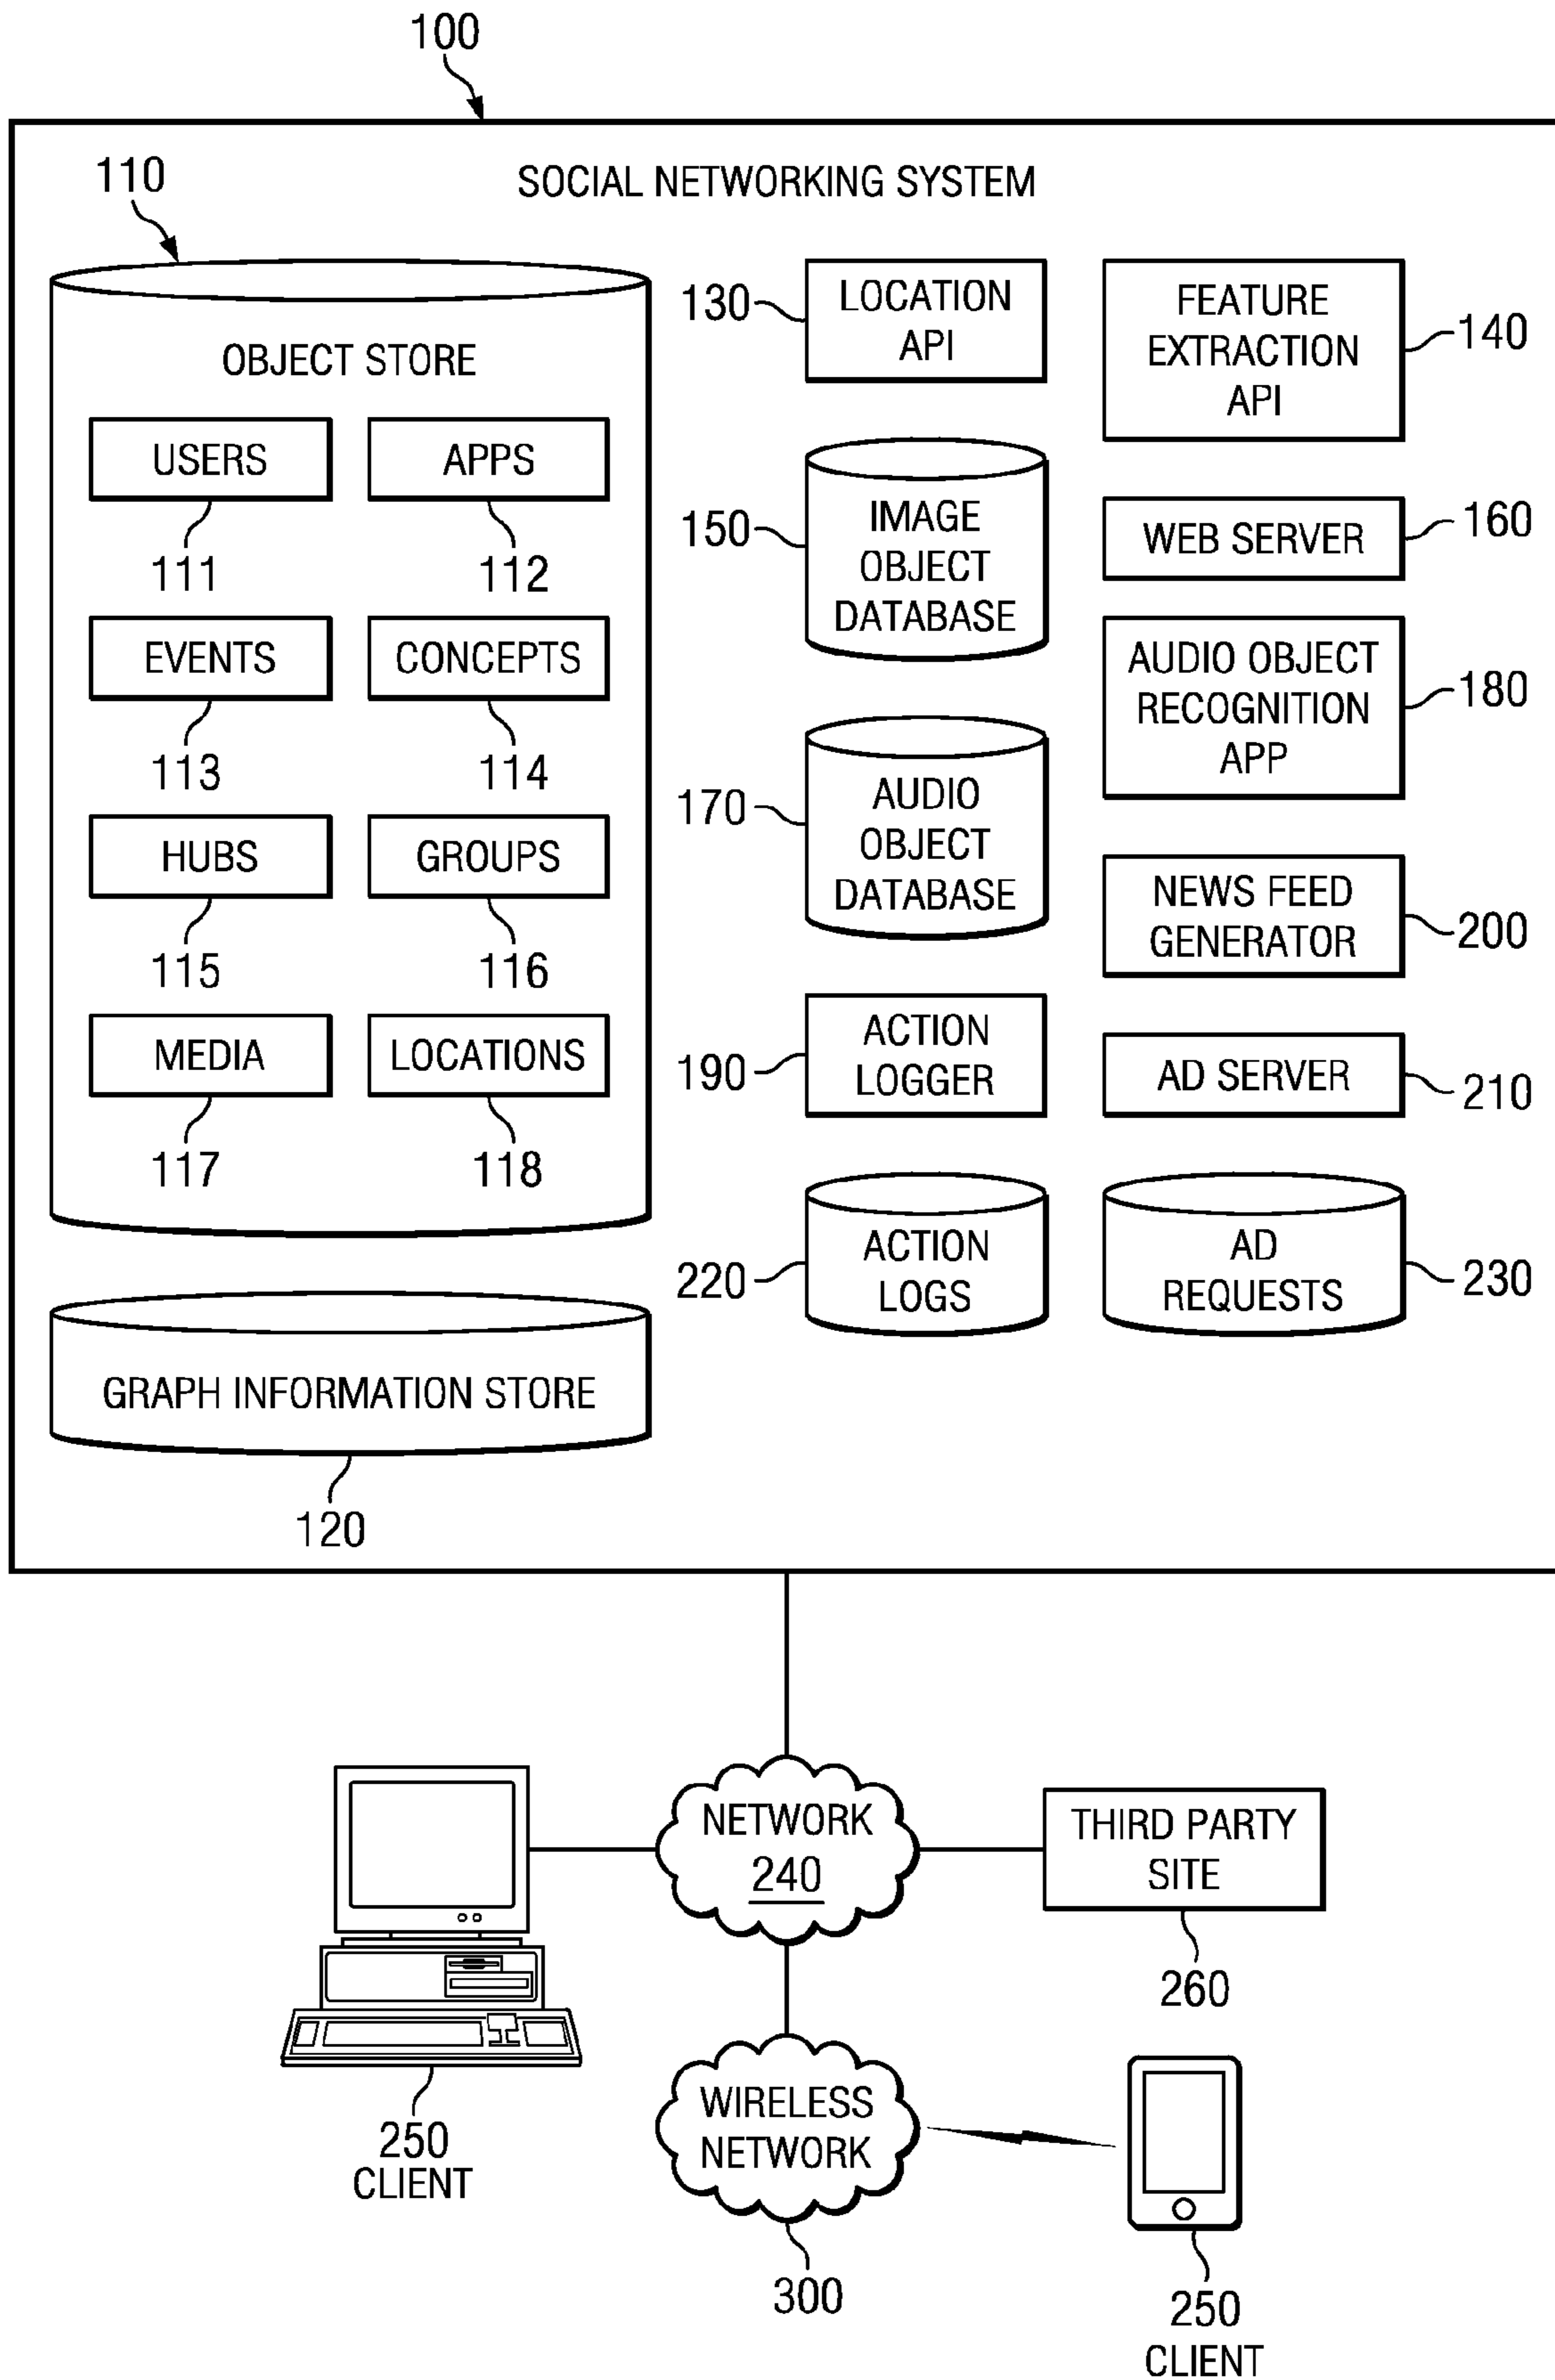 100
SOCIAL NETWORKING SYSTEM
110
OBJECT STORE
USERS
111
APPS
112
EVENTS
113
CONCEPTS
114
HUBS
115
GROUPS
116
MEDIA
117
LOCATIONS
118
GRAPH INFORMATION STORE
120
130
LOCATION
API
FEATURE
EXTRACTION
API
140
150
IMAGE
OBJECT
DATABASE
WEB SERVER
160
170
AUDIO
OBJECT
DATABASE
AUDIO OBJECT
RECOGNITION
APP
180
NEWS FEED
GENERATOR
200
190
ACTION
LOGGER
AD SERVER
210
220
ACTION
LOGS
AD
REQUESTS
230
NETWORK
240
THIRD PARTY
SITE
260
250
CLIENT
WIRELESS
NETWORK
300
250
CLIENT